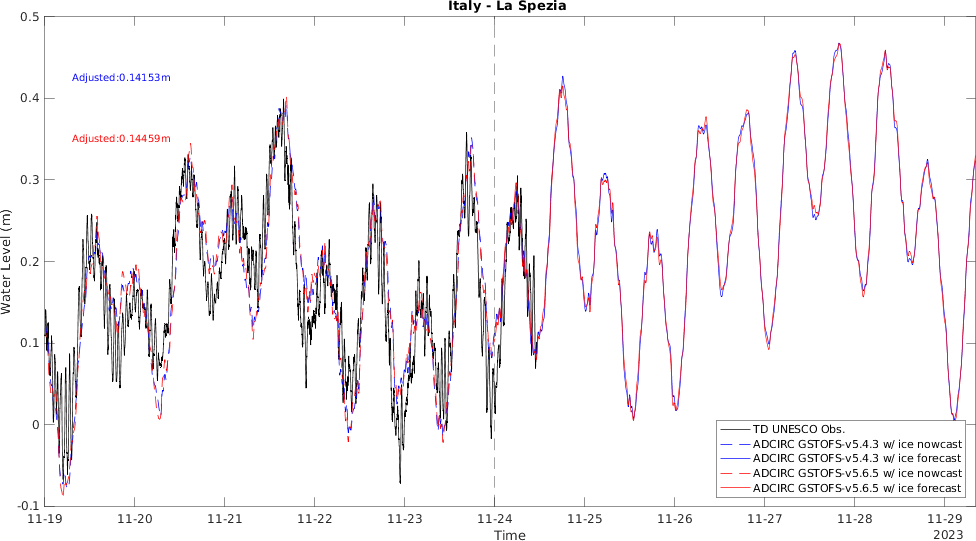 Italy - La Spezia
0.5
0.4
0.3
0.2
0.1
0
-0.1
Water Level (m)
Adjusted:0.14153m
Adjusted:0.14459m
TD UNESCO Obs.
ADCIRC GSTOFS-v5.4.3 w/ ice nowcast
ADCIRC GSTOFS-v5.4.3 w/ ice forecast
ADCIRC GSTOFS-v5.6.5 w/ ice nowcast
ADCIRC GSTOFS-v5.6.5 w/ ice forecast
11-19 11-20 11-21 11-22 11-23 11-24 11-25 11-26 11-27 11-28 11-29
Time
2023